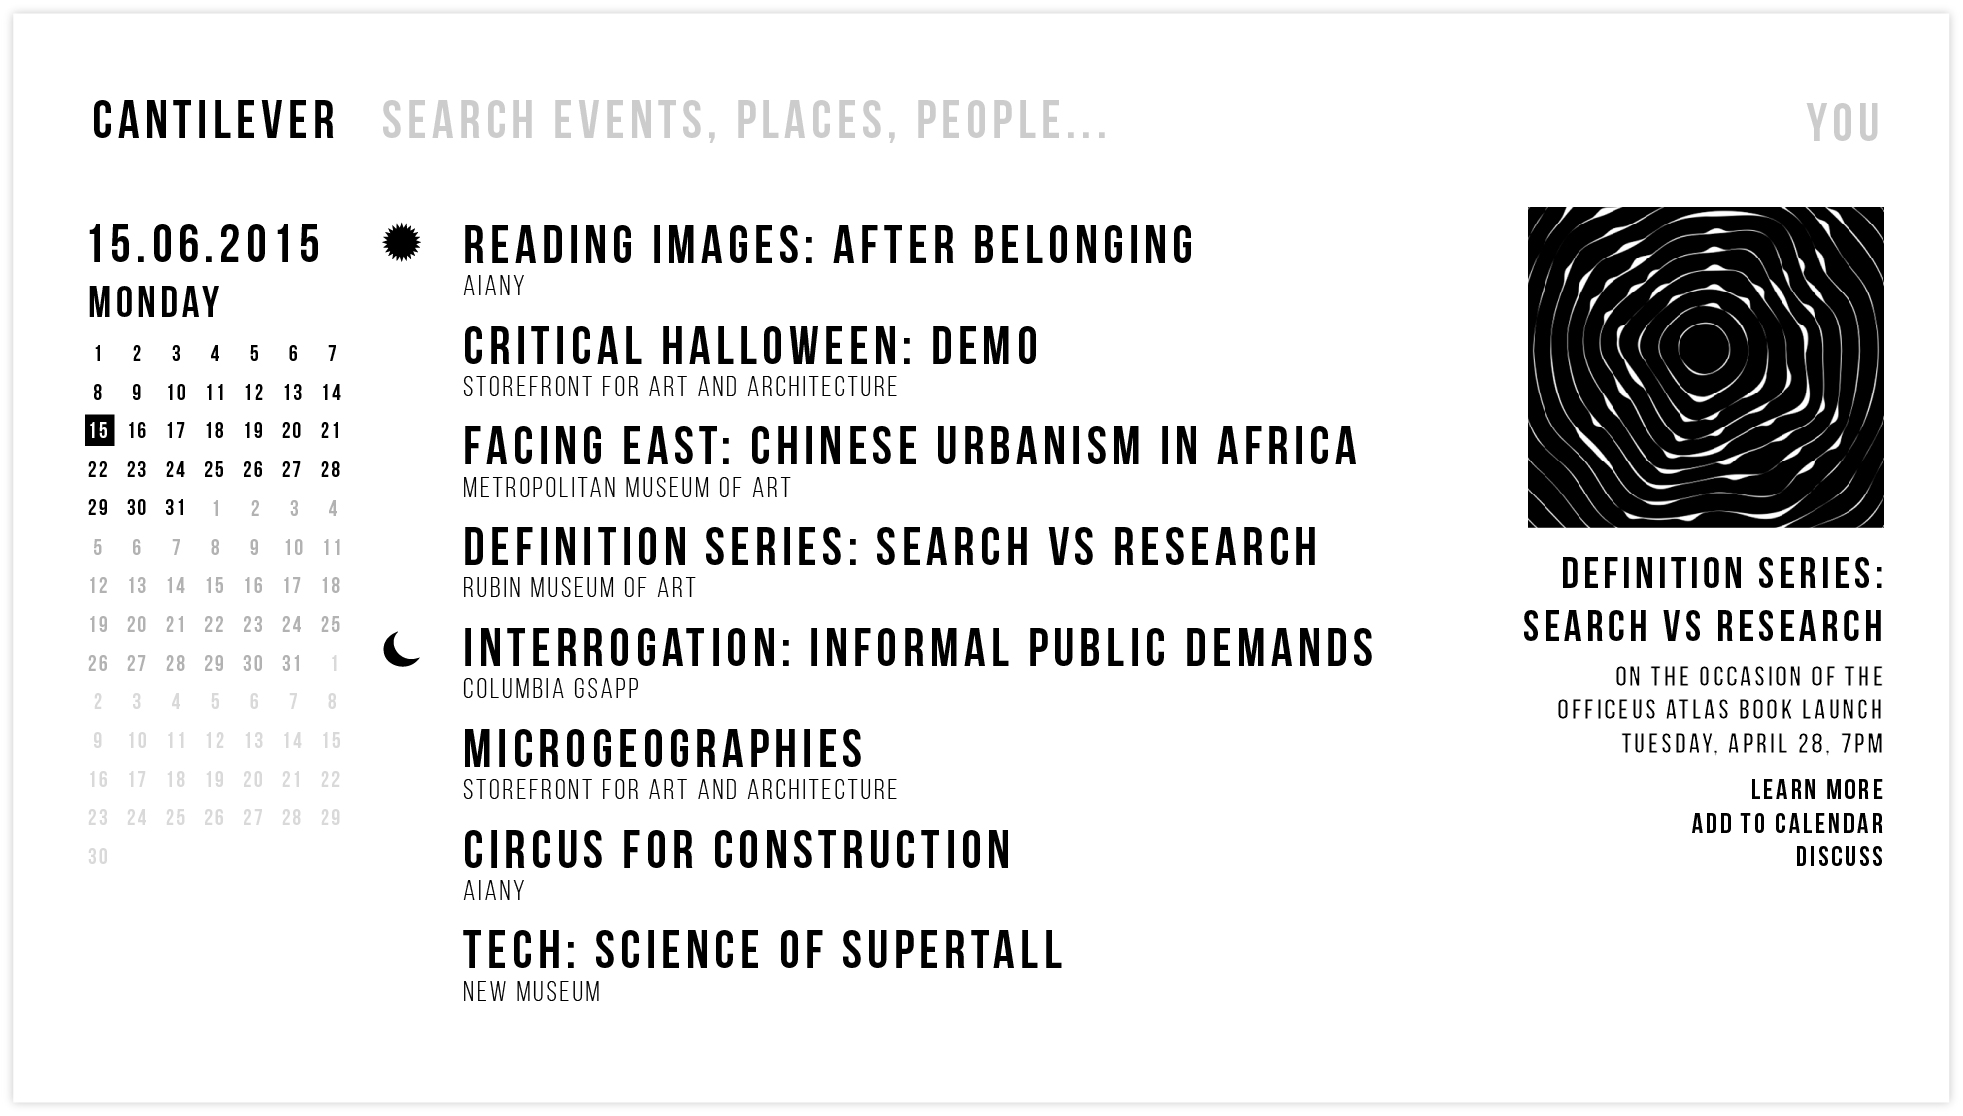 CANTILEVER
SEARCH EVENTS, PLACES, PEOPLE...
YOU
15.06.2015
MONDAY
1 2 3 4 5 6 7
8 9 10 11 12 13 14
15 16 17 18 19 20 21
22 23 24 25 26 27 28
29 30 31 1 2 3 4
5 6 7 8 9 10 11
12 13 14 15 16 17 18
19 20 21 22 23 24 25
26 27 28 29 30 31 1
2 3 4 5 6 7 8
9 10 11 12 13 14 15
16 17 18 19 20 21 22
23 24 25 26 27 28 29
30
READING IMAGES: AFTER BELONGING
AIANY
CRITICAL HALLOWEEN: DEMO
STOREFRONT FOR ART AND ARCHITECTURE
FACING EAST: CHINESE URBANISM IN AFRICA
METROPOLITAN MUSEUM OF ART
DEFINITION SERIES: SEARCH VS RESEARCH
RUBIN MUSEUM OF ART
INTERROGATION: INFORMAL PUBLIC DEMANDS
COLUMBIA GSAPP
MICROGEOGRAPHIES
STOREFRONT FOR ART AND ARCHITECTURE
CIRCUS FOR CONSTRUCTION
AIANY
TECH: SCIENCE OF SUPERTALL
NEW MUSEUM
DEFINITION SERIES:
SEARCH VS RESEARCH
ON THE OCCASION OF THE
OFFICEUS ATLAS BOOK LAUNCH
TUESDAY, APRIL 28, 7PM
LEARN MORE
ADD TO CALENDAR
DISCUSS